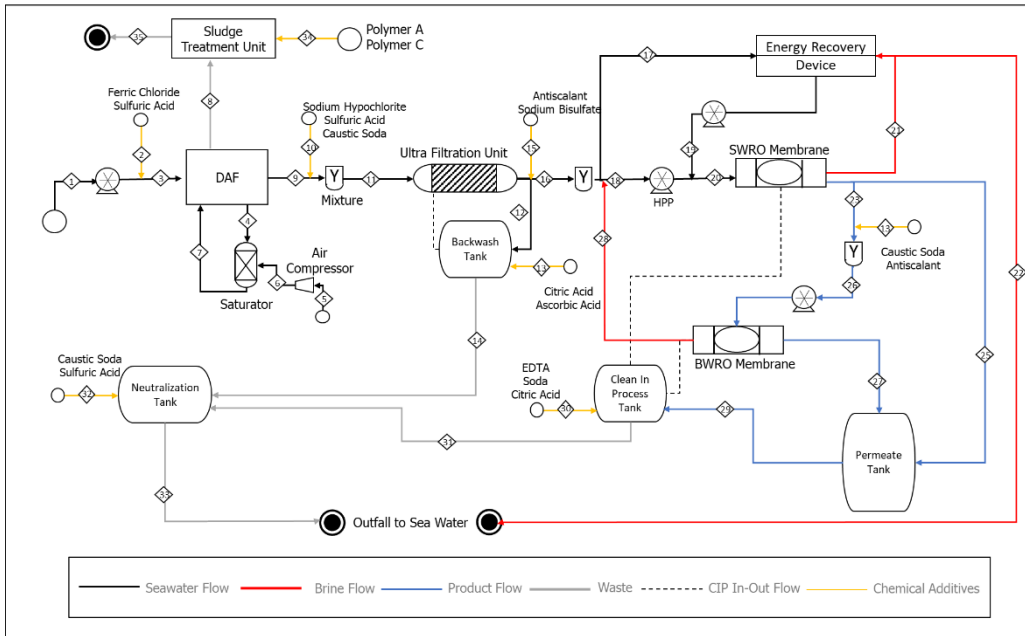 Sludge
Treatment Unit
35
34
Polymer A
Polymer C
8
Energy Recovery
Device
17
22
Ferric Chloride
Sulfuric Acid
2
Sodium Hypochlorite
Sulfuric Acid
Caustic Soda
10
Antiscalant
Sodium Bisulfate
15
19
21
1
3
DAF
9
Mixture
11
Ultra Filtration Unit
16
18
HPP
20
SWRO Membrane
12
4
7
Saturator
6
Air
Compressor
5
Backwash
Tank
13
Citric Acid
Ascorbic Acid
28
23
13
Caustic Soda
Antiscalant
26
14
BWRO Membrane
25
27
Caustic Soda
Sulfuric Acid
32
Neutralization
Tank
EDTA
Soda
Citric Acid
30
Clean In
Process
Tank
29
31
Permeate
Tank
33
Outfall to Sea Water
Seawater Flow
Brine Flow
Product Flow
Waste
CIP In-Out Flow
Chemical Additives